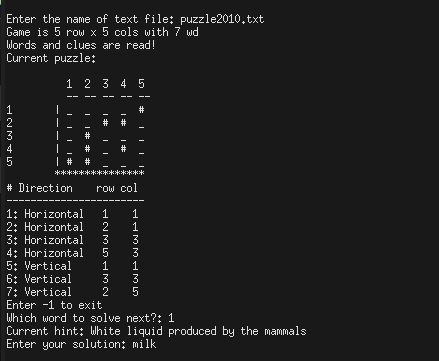 Enter the name of text file: puzzle2010.txt
Game is 5 row x 5 cols with 7 wd
Words and clues are read!
Current puzzle:
1 2 3 4 5
-- -- -- -- --
1 | _ _ _ _ #
2 | _ _ # # _
3 | _ # _ _ _
4 | _ # _ # _
5 | # # _ _ _
***************
# Direction row col
-----------------------
1: Horizontal 1 1
2: Horizontal 2 1
3: Horizontal 3 3
4: Horizontal 5 3
5: Vertical 1 1
6: Vertical 3 3
7: Vertical 2 5
Enter -1 to exit
Which word to solve next?: 1
Current hint: White liquid produced by the mammals
Enter your solution: milk